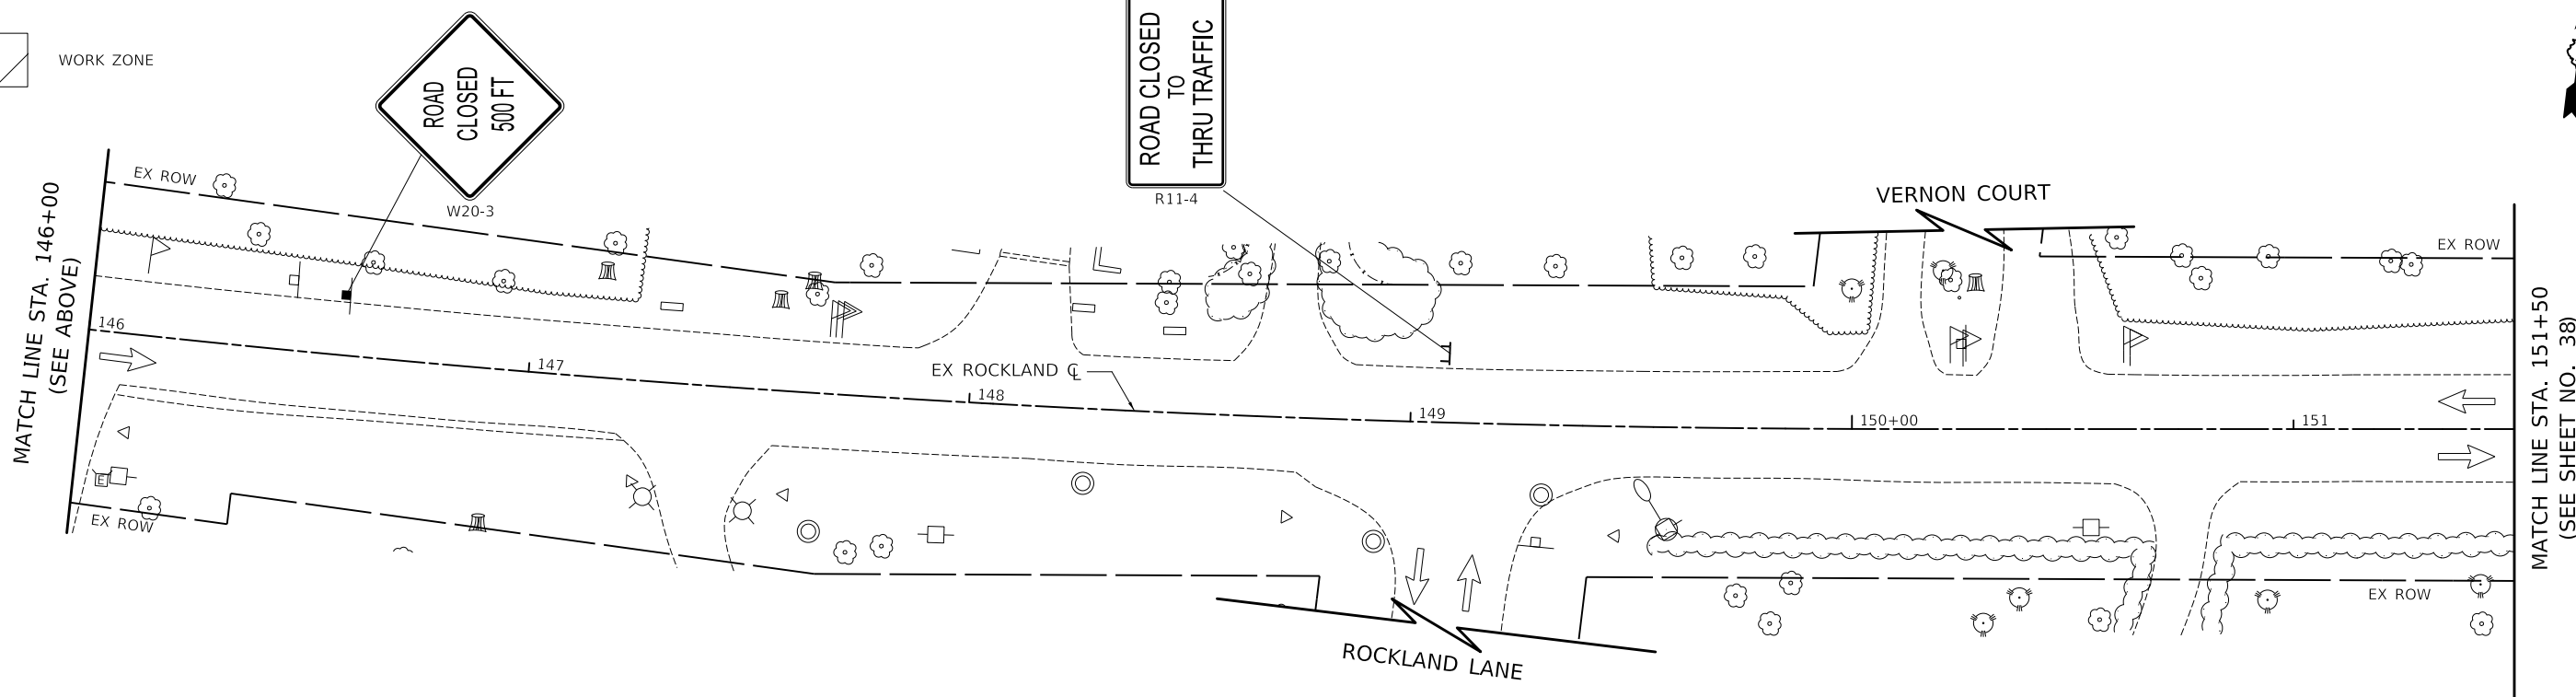 WORK ZONE
ROAD
CLOSED
500 FT
W20-3
ROAD CLOSED
TO
THRU TRAFFIC
R11-4
VERNON COURT
EX ROW
EX ROW
MATCH LINE STA. 146+00
(SEE ABOVE)
146
147
148
149
150+00
151
EX ROCKLAND ℄
E
EX ROW
EX ROW
ROCKLAND LANE
MATCH LINE STA. 151+50
(SEE SHEET NO. 38)